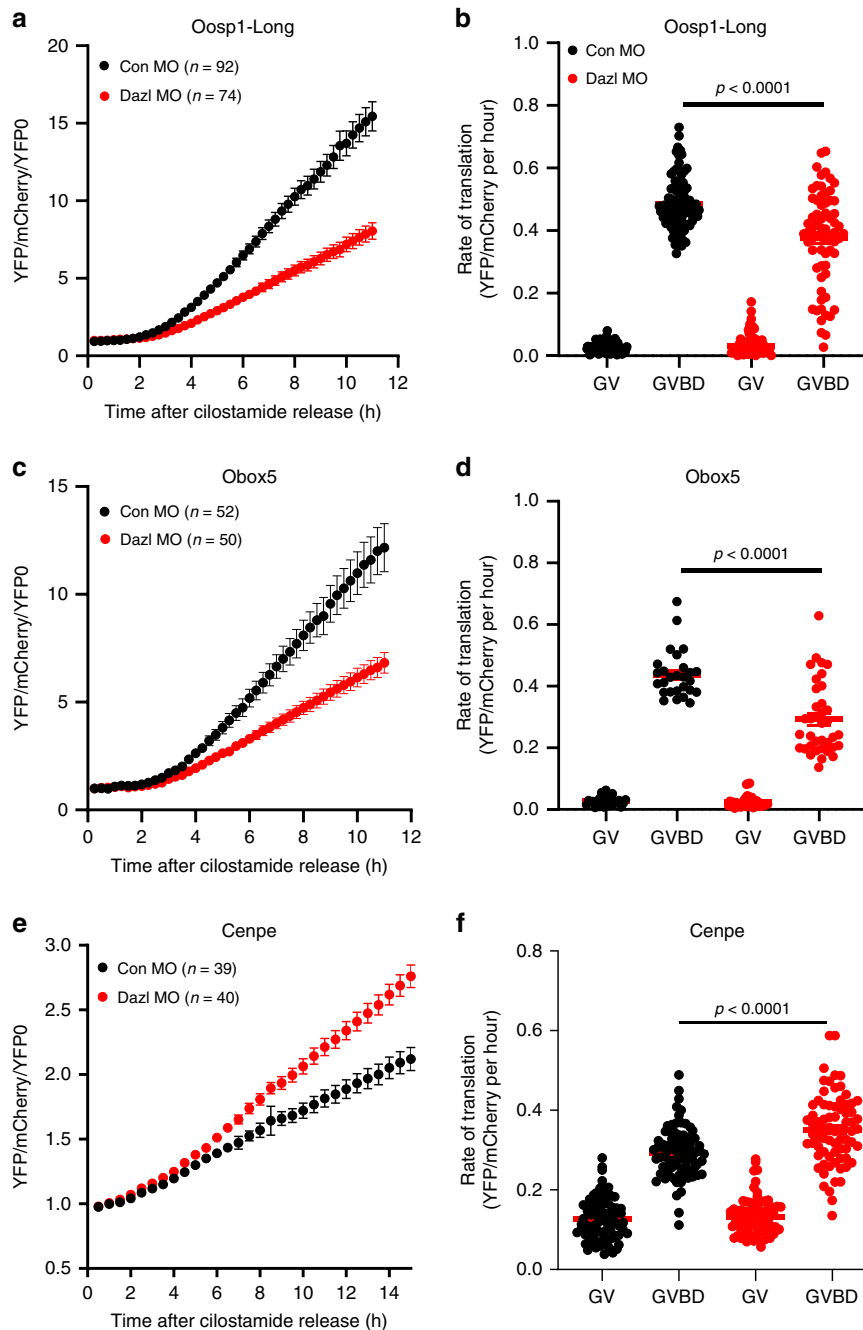 a
Oosp1-Long
20
15
10
5
0
YFP/mCherry/YFP0
Con MO (n = 92)
Dazl MO (n = 74)
0 2 4 6 8 10 12
Time after cilostamide release (h)
b
Oosp1-Long
1.0
0.8
0.6
0.4
0.2
0.0
Rate of translation
(YFP/mCherry per hour)
Con MO
Dazl MO
p < 0.0001
GV GVBD GV GVBD
c
Obox5
15
10
5
0
YFP/mCherry/YFP0
Con MO (n = 52)
Dazl MO (n = 50)
0 2 4 6 8 10 12
Time after cilostamide release (h)
d
Obox5
1.0
0.8
0.6
0.4
0.2
0.0
Rate of translation
(YFP/mCherry per hour)
p < 0.0001
GV GVBD GV GVBD
e
Cenpe
3.0
2.5
2.0
1.5
1.0
0.5
YFP/mCherry/YFP0
Con MO (n = 39)
Dazl MO (n = 40)
0 2 4 6 8 10 12 14
Time after cilostamide release (h)
f
Cenpe
0.8
0.6
0.4
0.2
0.0
Rate of translation
(YFP/mCherry per hour)
p < 0.0001
GV GVBD GV GVBD